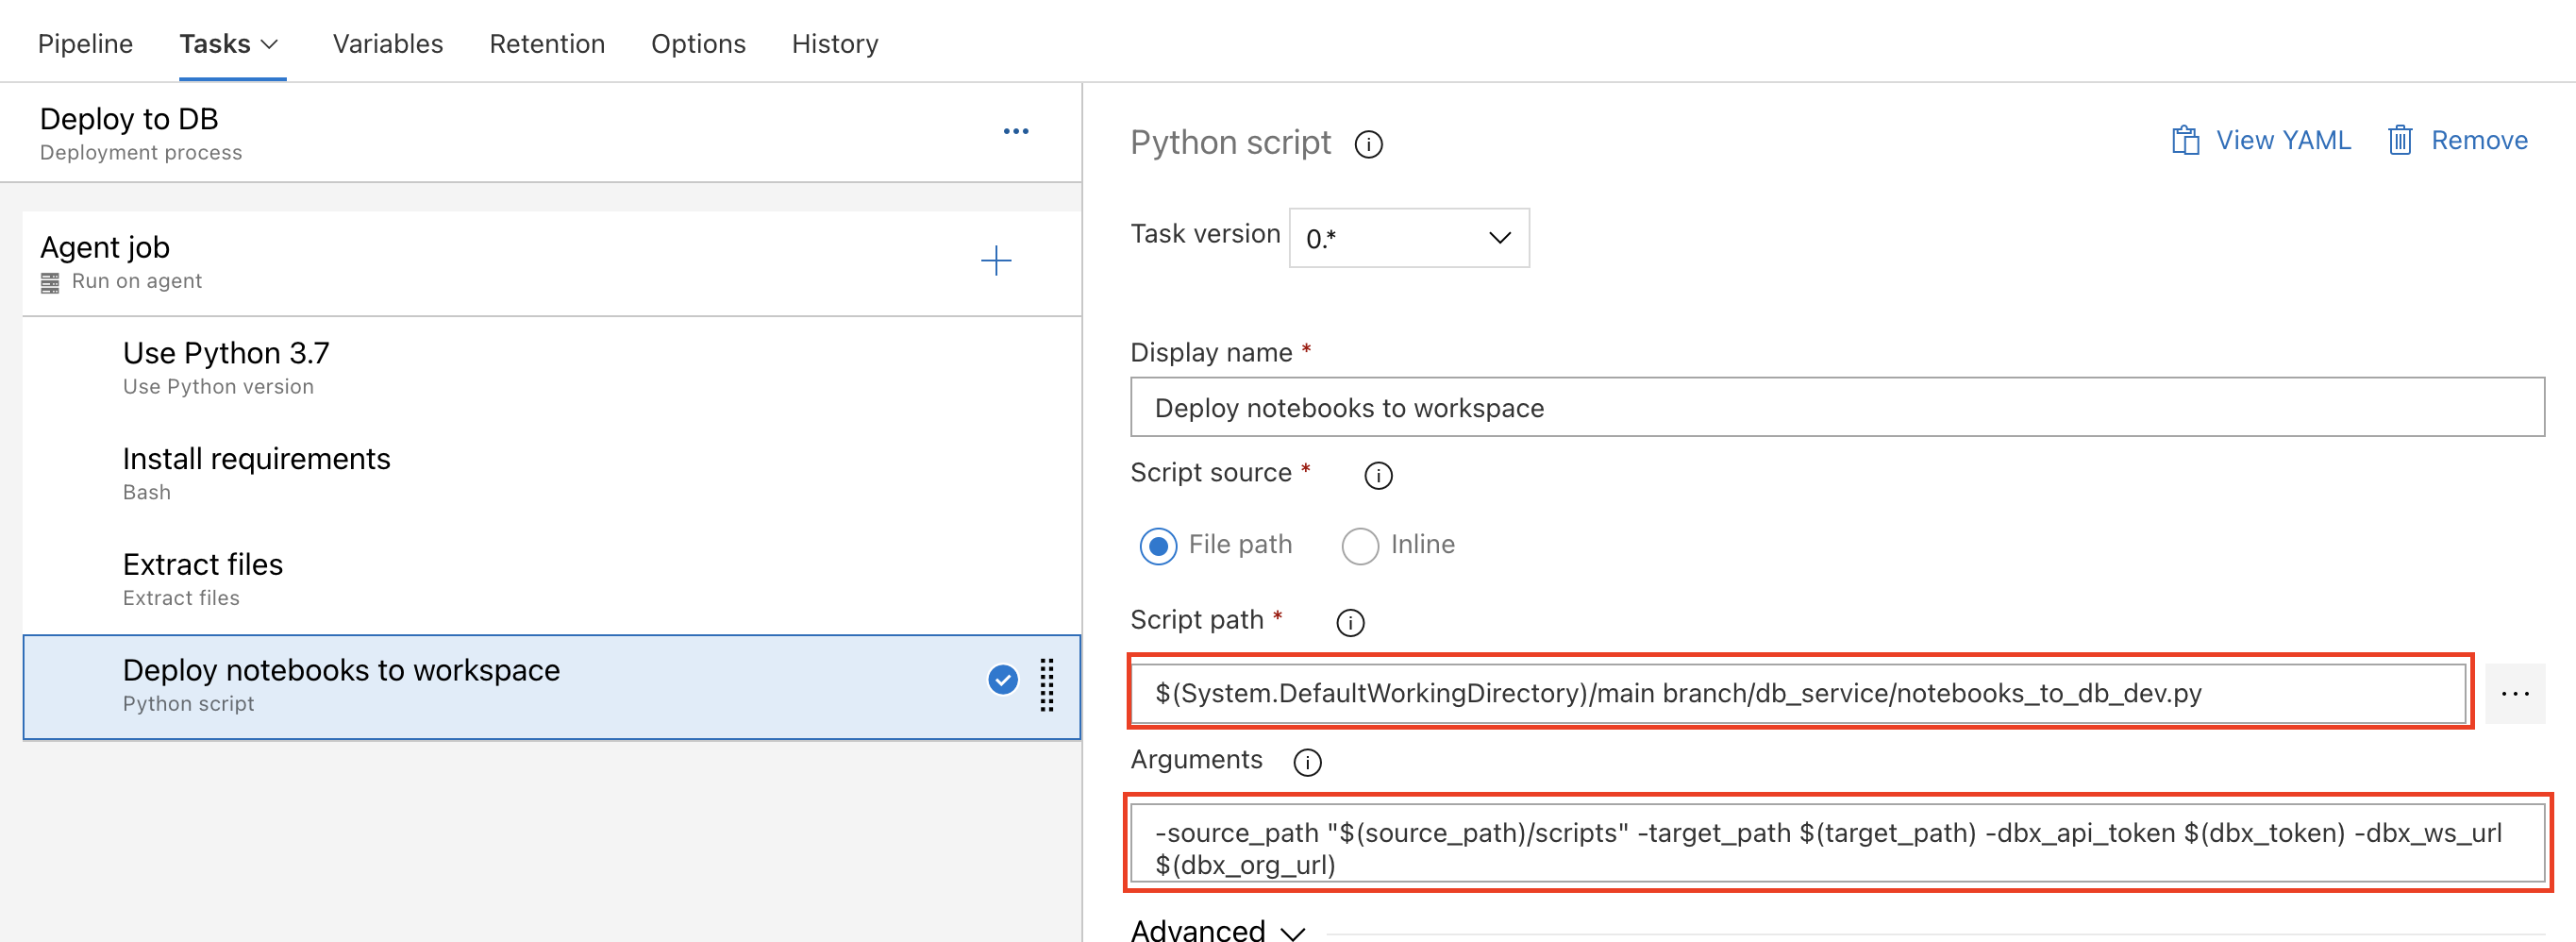 Pipeline
Tasks
Variables
Retention
Options
History
Deploy to DB
Deployment process
Agent job
Run on agent
Use Python 3.7
Use Python version
Install requirements
Bash
Extract files
Extract files
Deploy notebooks to workspace
Python script
Python script
View YAML
Remove
Task version
0.*
Display name *
Deploy notebooks to workspace
Script source *
File path
Inline
Script path *
$(System.DefaultWorkingDirectory)/main branch/db_service/notebooks_to_db_dev.py
Arguments
-source_path "$(source_path)/scripts" -target_path $(target_path) -dbx_api_token $(dbx_token) -dbx_ws_url
$(dbx_org_url)
Advanced